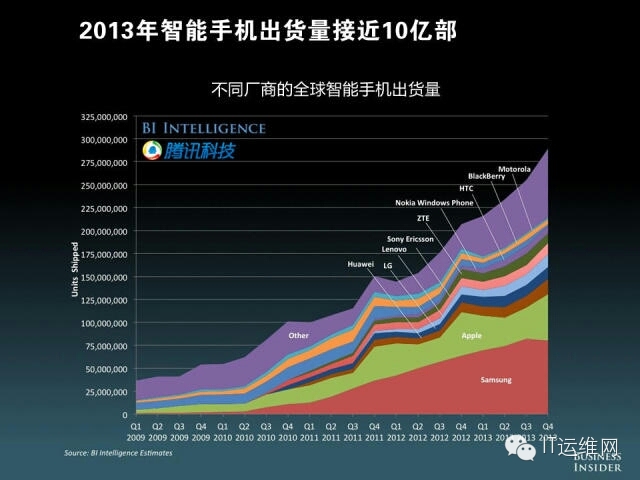 2013年智能手机出货量接近10亿部
不同厂商的全球智能手机出货量
325,000,000
300,000,000
275,000,000
250,000,000
225,000,000
200,000,000
175,000,000
150,000,000
125,000,000
100,000,000
75,000,000
50,000,000
25,000,000
0
Units Shipped
BI INTELLIGENCE
腾讯科技
Motorola
BlackBerry
HTC
Nokia Windows Phone
ZTE
Sony Ericsson
Lenovo
Huawei LG
Other
Apple
Samsung
Q1 Q2 Q3 Q4 Q1 Q2 Q3 Q4 Q1 Q2 Q3 Q4 Q1 Q2 Q3 Q4 Q1 Q2 Q3 Q4
2009 2009 2009 2009 2010 2010 2010 2010 2011 2011 2011 2011 2012 2012 2012 2012 2013 2013 2013 2013
Source: BI Intelligence Estimates
IT运维网
BUSINESS
INSIDER